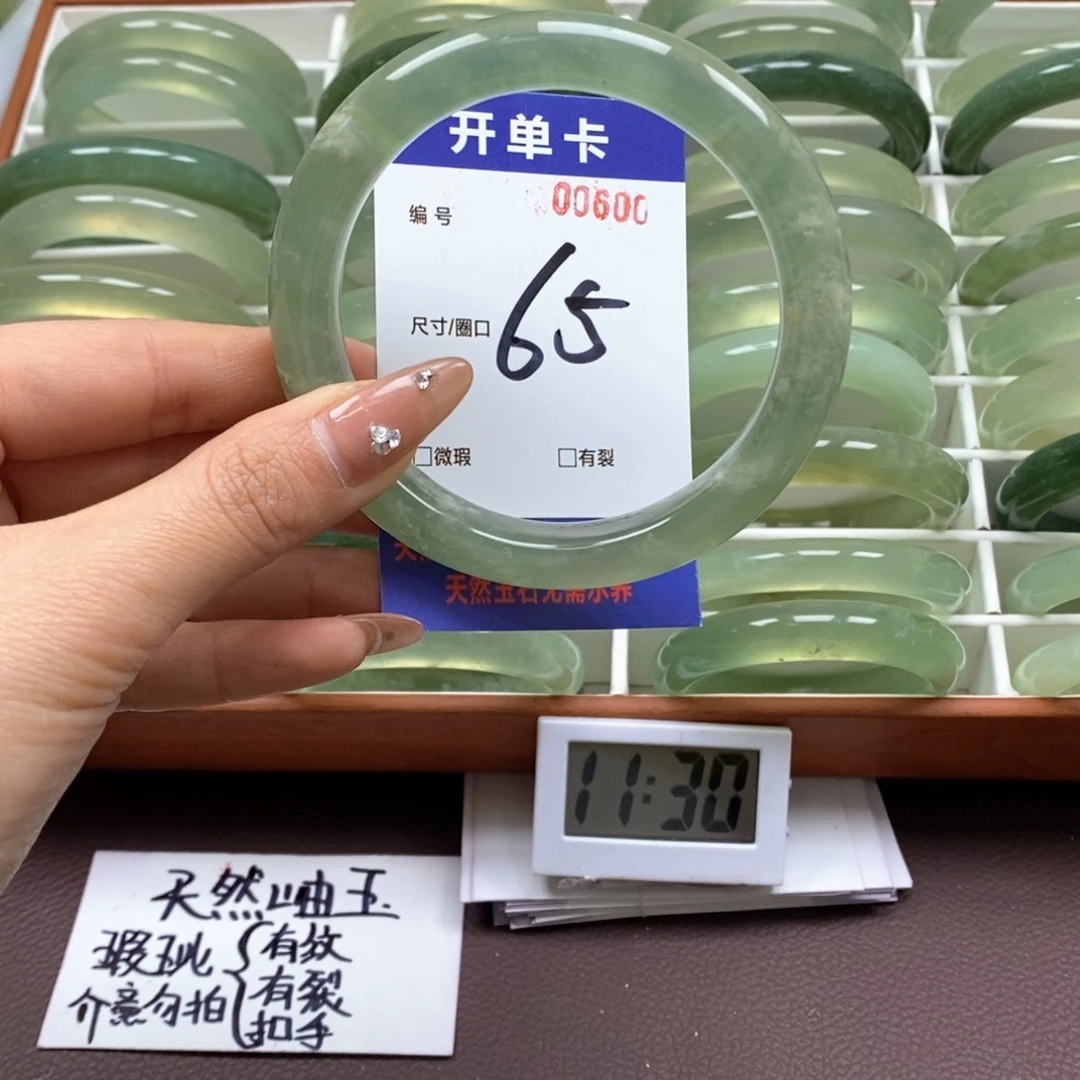 开单卡
编号 00600
尺寸/圈口 65
□微瑕 □有裂
天然玉石无需水养
11:30
天然岫玉
瑕玼 { 有纹
介意勿拍 有裂
扣手